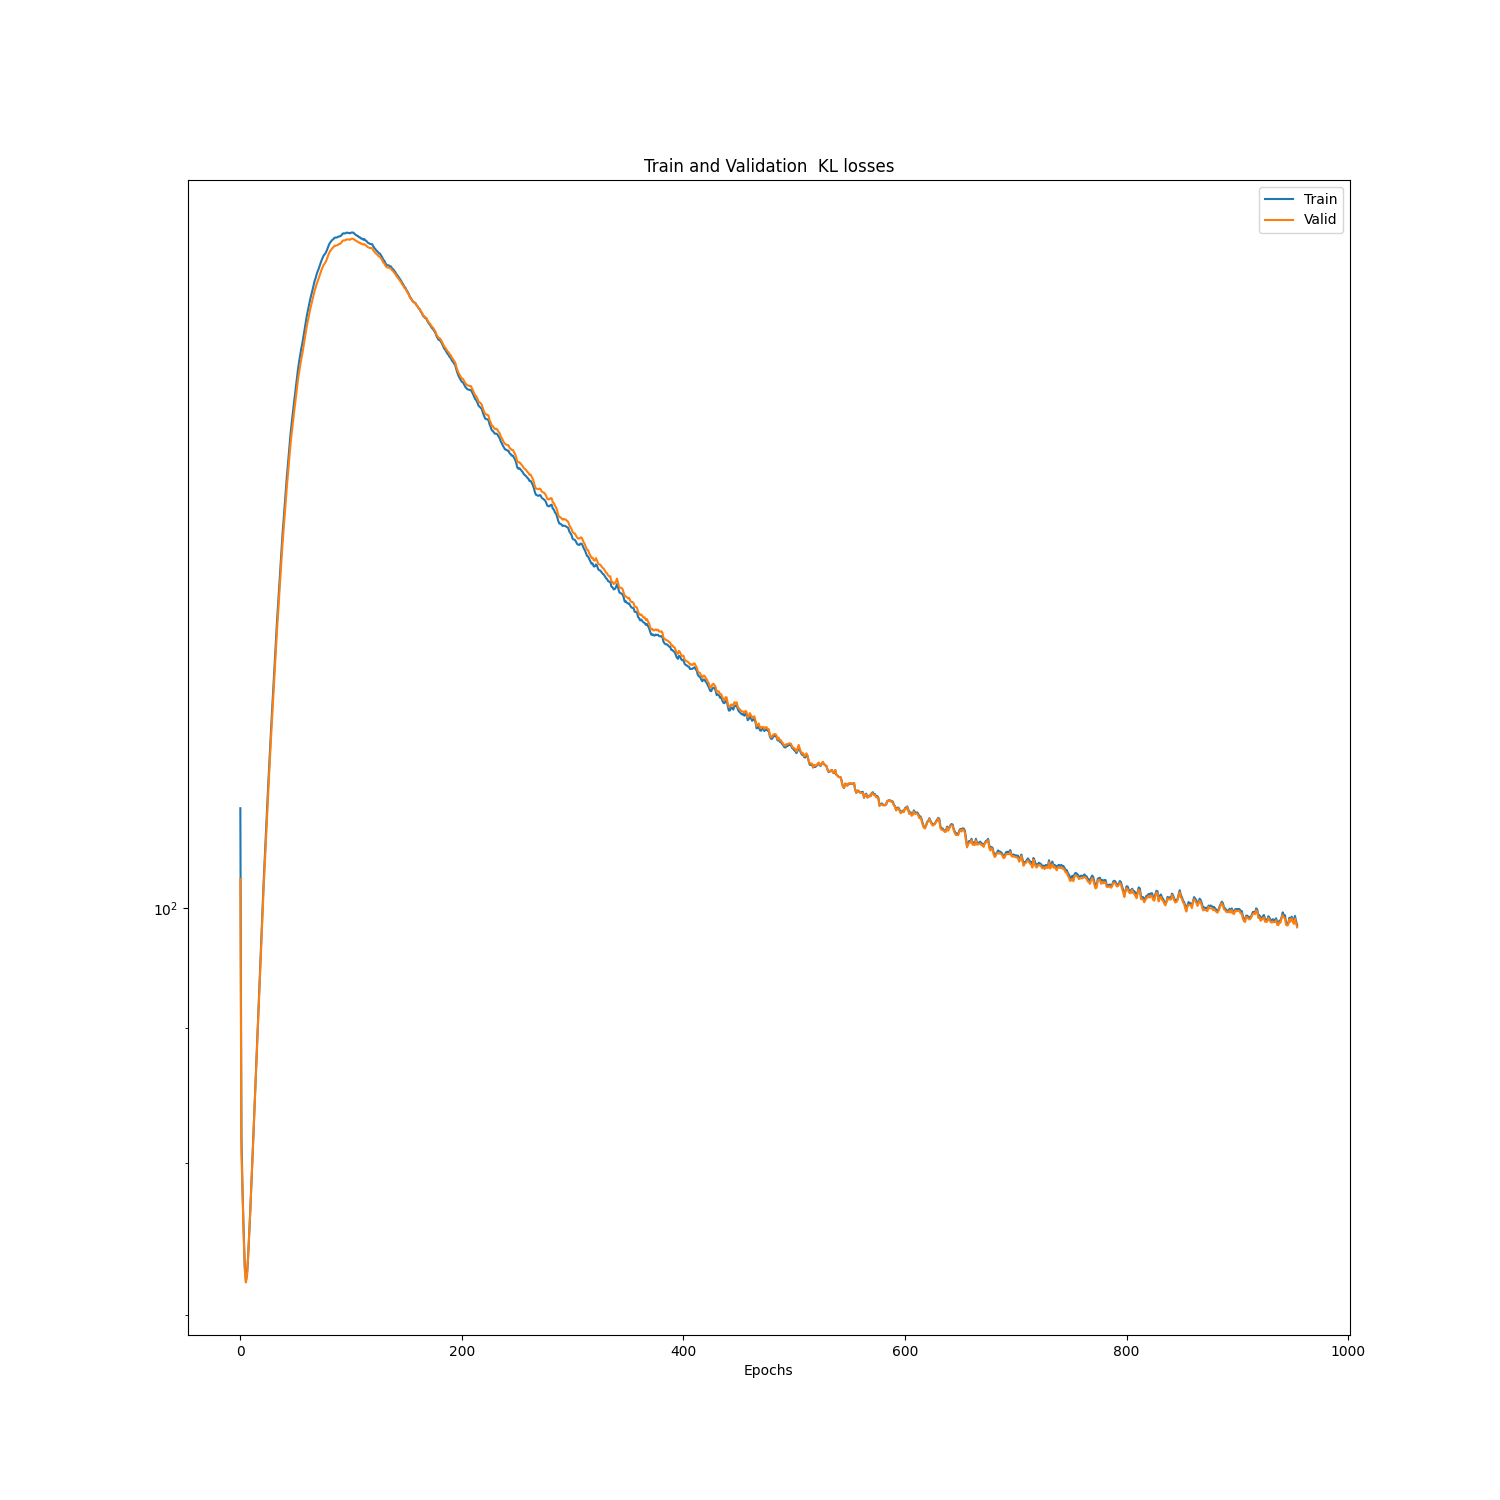 Train and Validation  KL losses
Train
Valid
10²
0 200 400 600 800 1000
Epochs